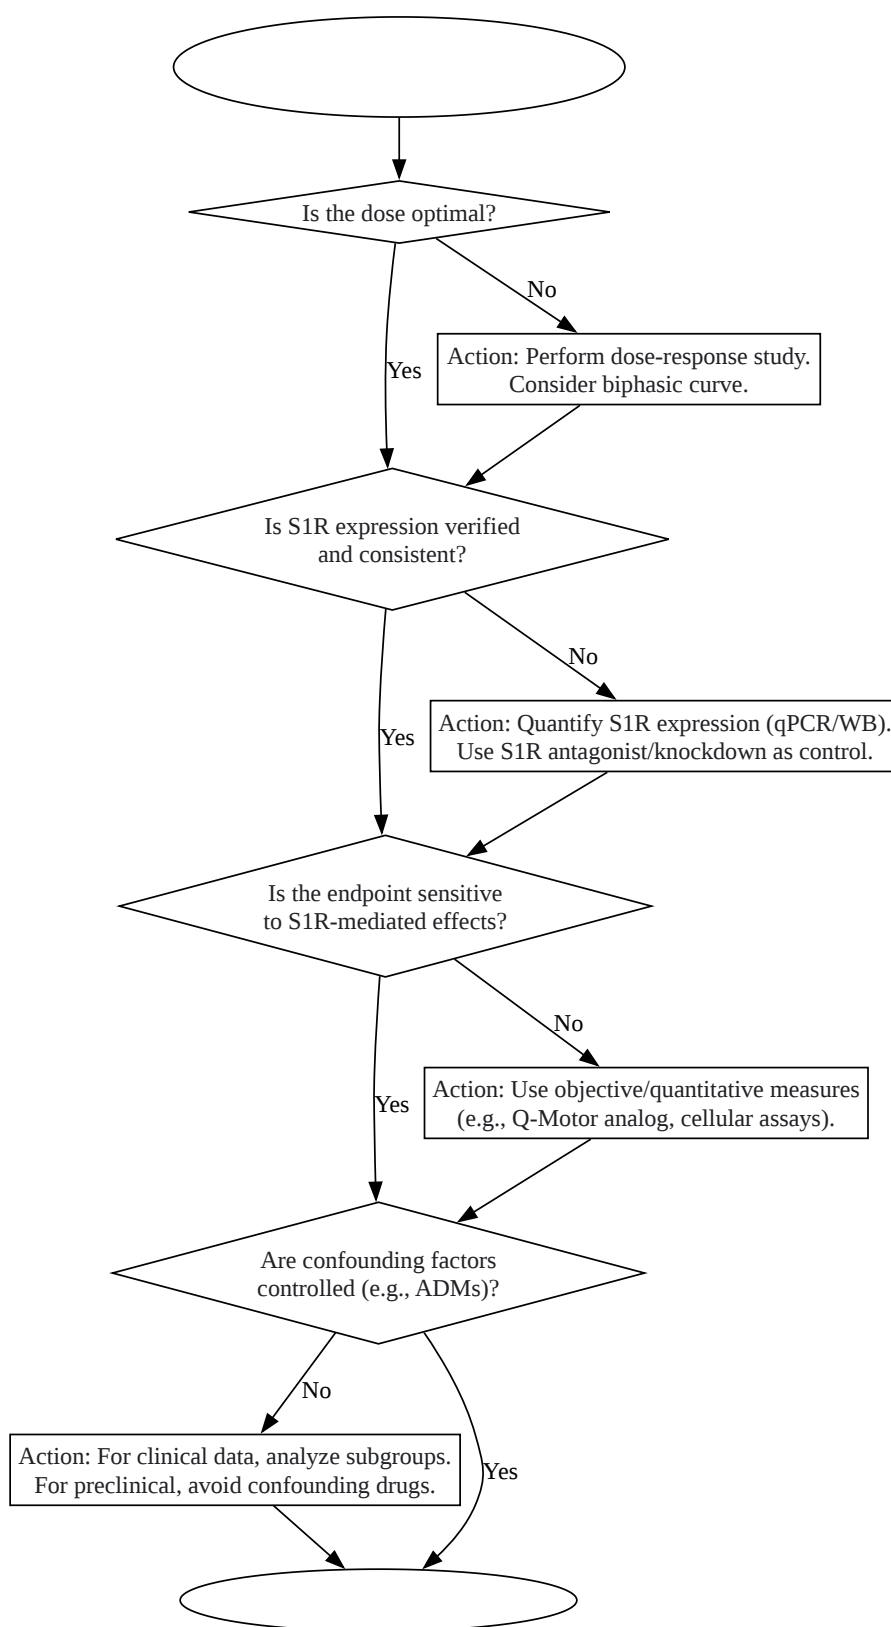 Is the dose optimal?
No
Action: Perform dose-response study.
Consider biphasic curve.
Yes
Is S1R expression verified
and consistent?
No
Action: Quantify S1R expression (qPCR/WB).
Use S1R antagonist/knockdown as control.
Yes
Is the endpoint sensitive
to S1R-mediated effects?
No
Action: Use objective/quantitative measures
(e.g., Q-Motor analog, cellular assays).
Yes
Are confounding factors
controlled (e.g., ADMs)?
No
Action: For clinical data, analyze subgroups.
For preclinical, avoid confounding drugs.
Yes